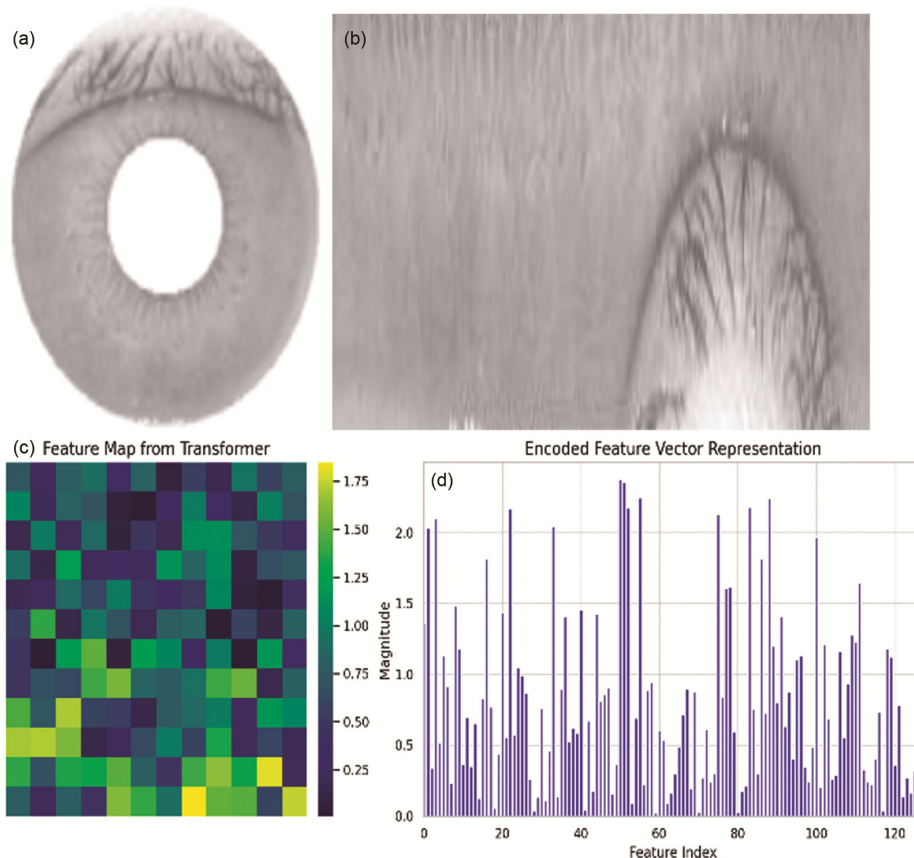 (a)
(b)
(c) Feature Map from Transformer
1.75
1.50
1.25
1.00
0.75
0.50
0.25
Encoded Feature Vector Representation
(d)
2.0
1.5
1.0
0.5
0.0
Magnitude
0 20 40 60 80 100 120
Feature Index